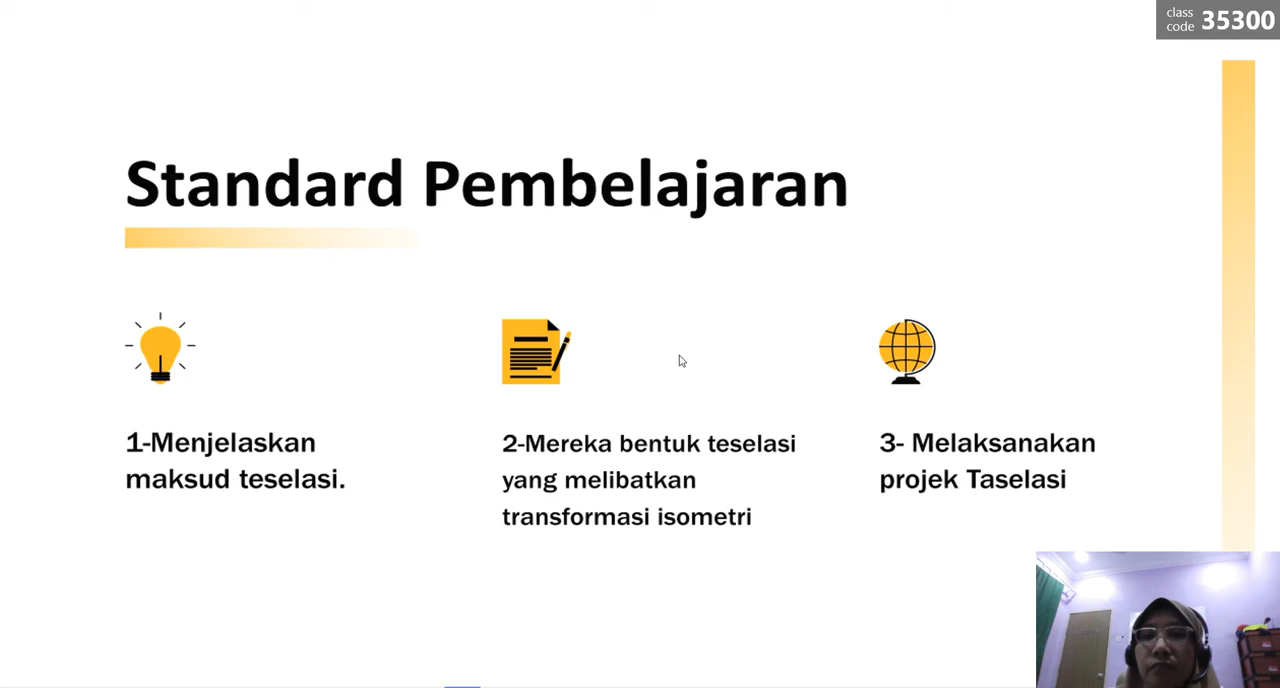 class
code 35300
Standard Pembelajaran
1-Menjelaskan
maksud teselasi.
2-Mereka bentuk teselasi
yang melibatkan
transformasi isometri
3- Melaksanakan
projek Taselasi